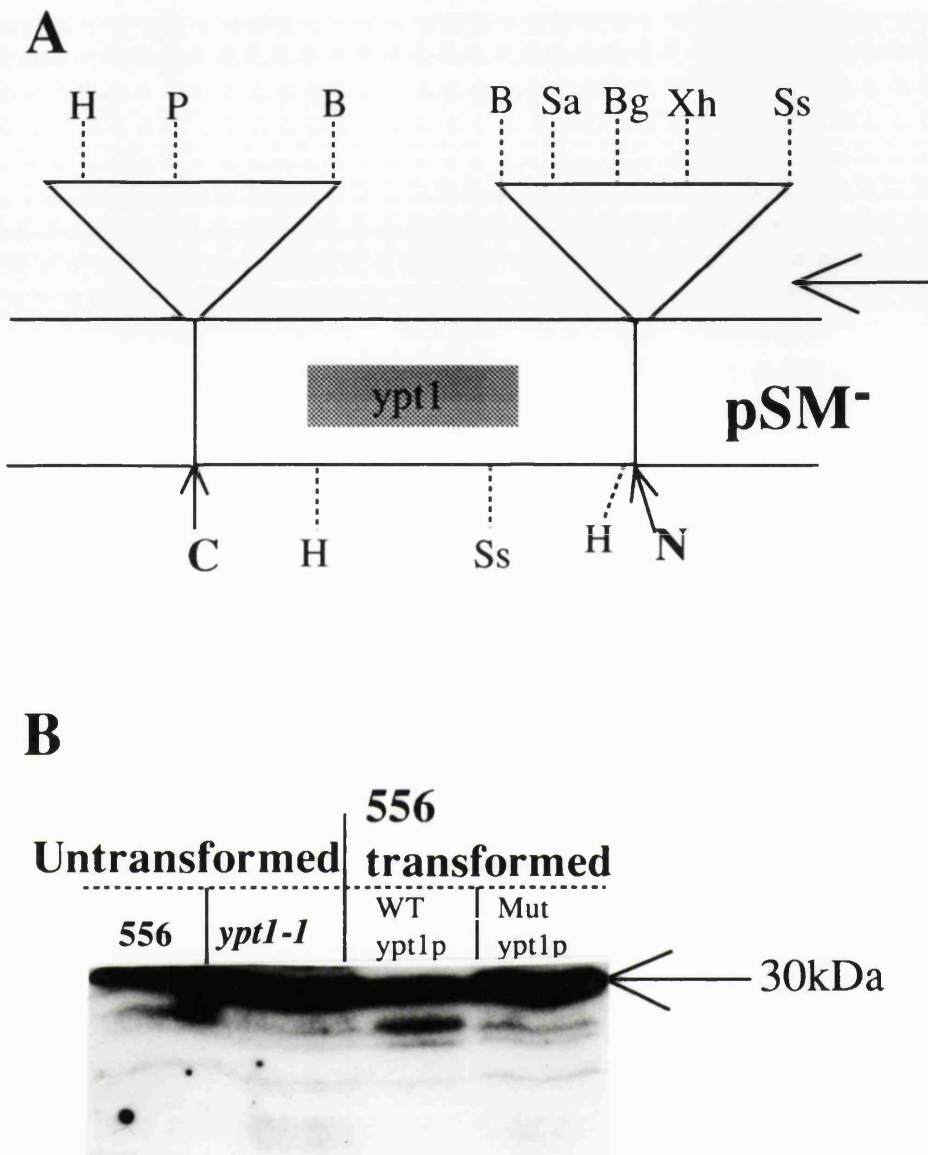 A
H P B B Sa Bg Xh Ss
ypt1
pSM-
C H Ss H N
B
556
Untransformed transformed
WT Mut
556 ypt1-1 ypt1p ypt1p
30kDa